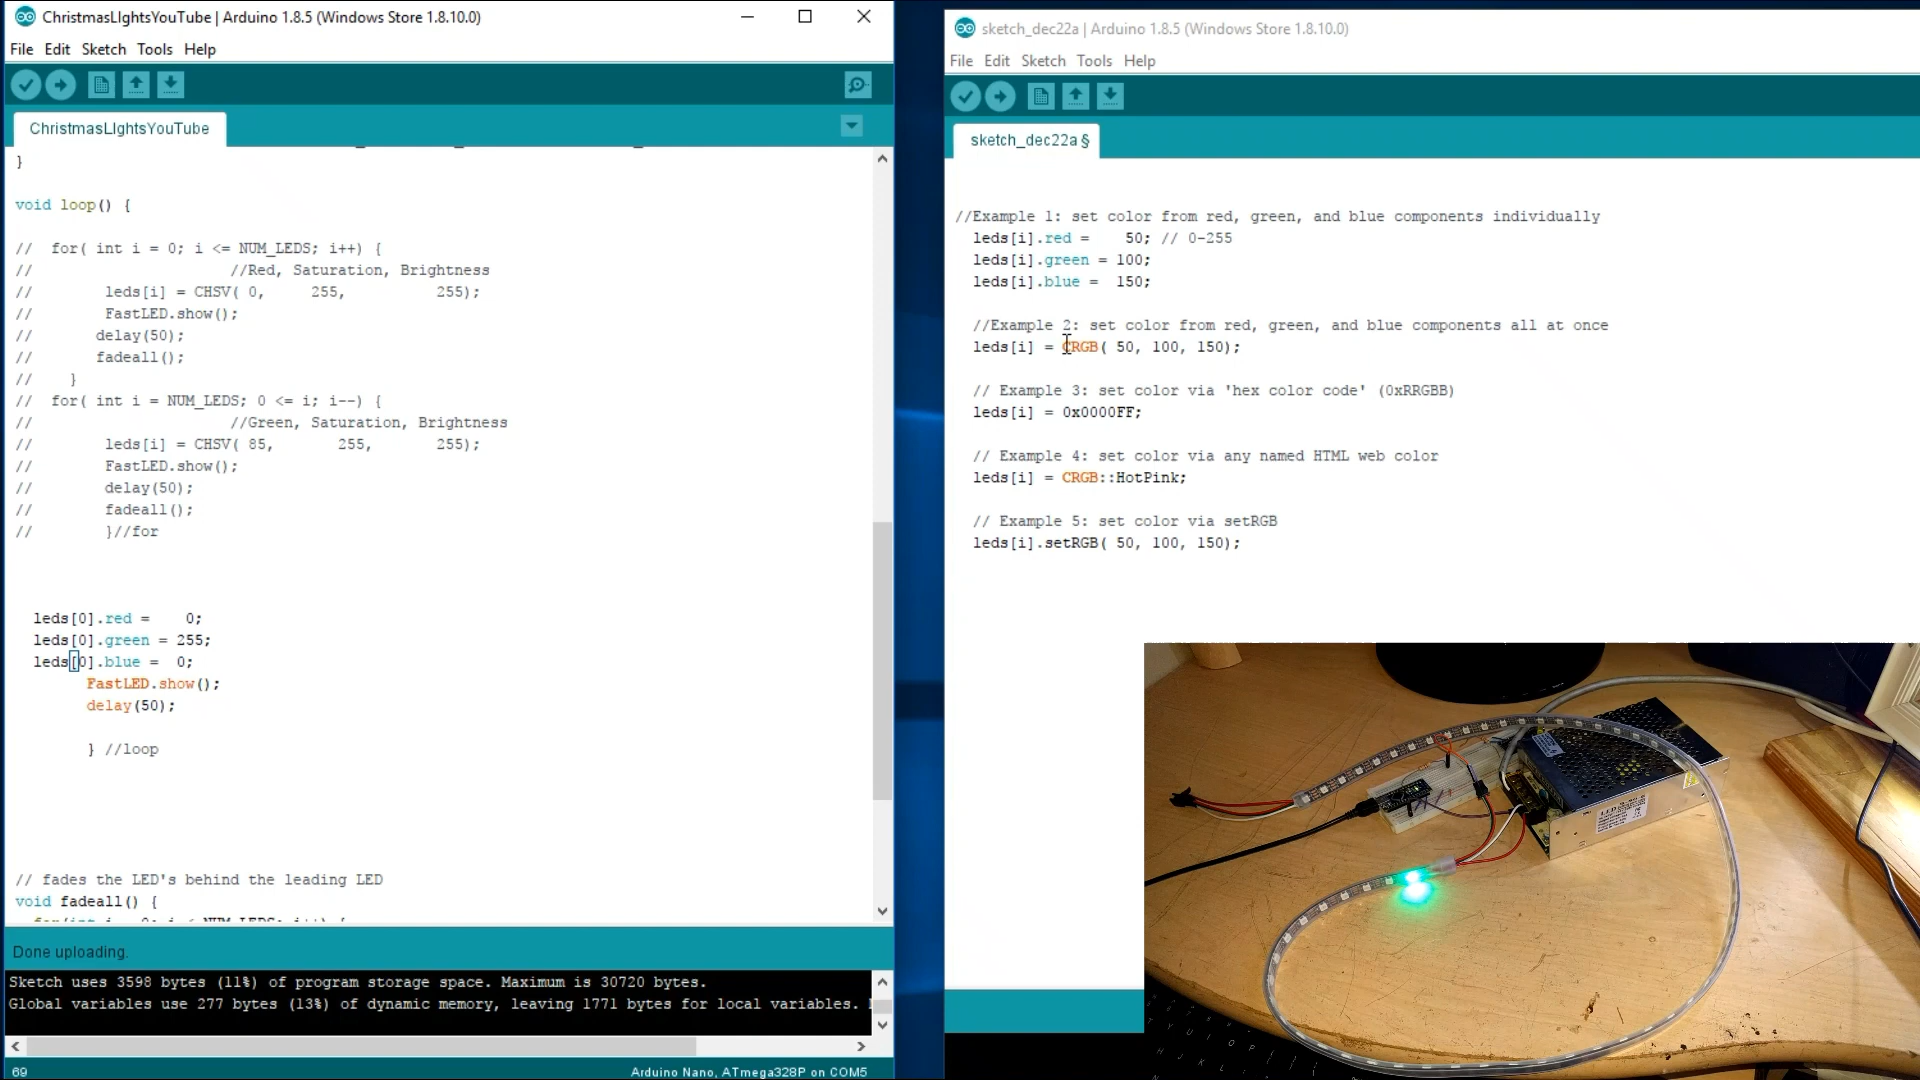 ChristmasLIghtsYouTube | Arduino 1.8.5 (Windows Store 1.8.10.0)
File Edit Sketch Tools Help
ChristmasLIghtsYouTube
}
void loop() {
//  for( int i = 0; i <= NUM_LEDS; i++) {
//                      //Red, Saturation, Brightness
//        leds[i] = CHSV( 0,     255,          255);
//        FastLED.show();
//       delay(50);
//       fadeall();
//    }
//  for( int i = NUM_LEDS; 0 <= i; i--) {
//                      //Green, Saturation, Brightness
//        leds[i] = CHSV( 85,       255,          255);
//        FastLED.show();
//        delay(50);
//        fadeall();
//        }//for
leds[0].red =    0;
leds[0].green = 255;
leds[0].blue =  0;
FastLED.show();
delay(50);
} //loop
// fades the LED's behind the leading LED
void fadeall() {
Done uploading.
Sketch uses 3598 bytes (11%) of program storage space. Maximum is 30720 bytes.
Global variables use 277 bytes (13%) of dynamic memory, leaving 1771 bytes for local variables.
69
Arduino Nano, ATmega328P on COM5
sketch_dec22a | Arduino 1.8.5 (Windows Store 1.8.10.0)
File Edit Sketch Tools Help
sketch_dec22a §
//Example 1: set color from red, green, and blue components individually
leds[i].red =    50; // 0-255
leds[i].green = 100;
leds[i].blue =  150;
//Example 2: set color from red, green, and blue components all at once
leds[i] = CRGB( 50, 100, 150);
// Example 3: set color via 'hex color code' (0xRRGBB)
leds[i] = 0x0000FF;
// Example 4: set color via any named HTML web color
leds[i] = CRGB::HotPink;
// Example 5: set color via setRGB
leds[i].setRGB( 50, 100, 150);